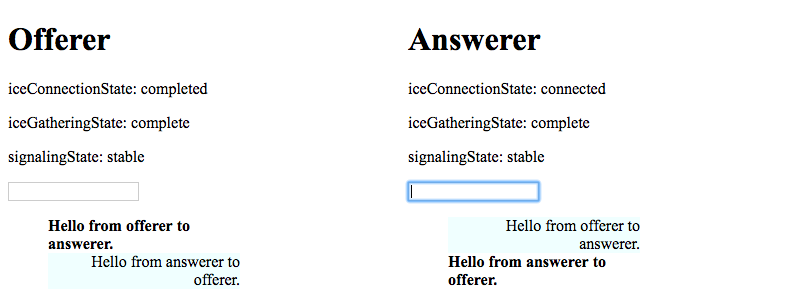 Offerer
iceConnectionState: completed
iceGatheringState: complete
signalingState: stable
Hello from offerer to
answerer.
Hello from answerer to
offerer.
Answerer
iceConnectionState: connected
iceGatheringState: complete
signalingState: stable
Hello from offerer to
answerer.
Hello from answerer to
offerer.